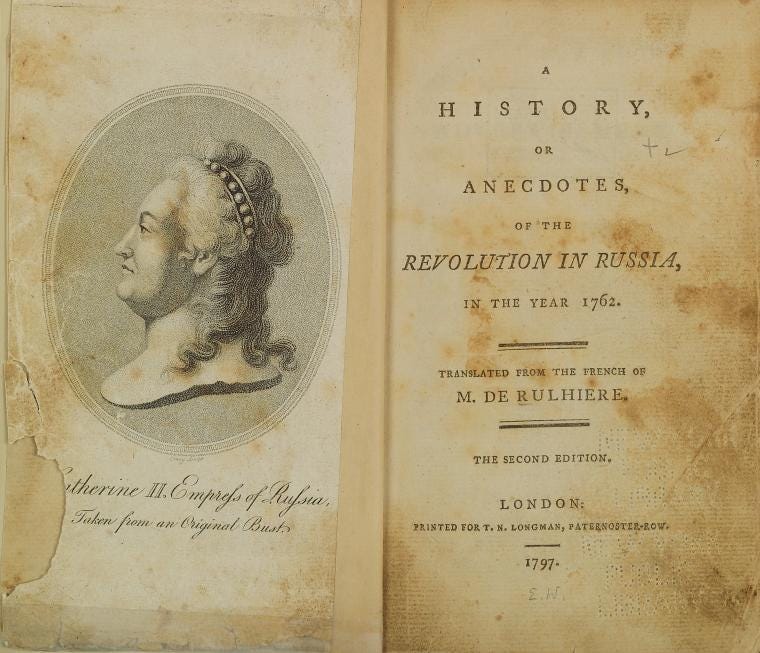 atherine II. Empreſs of Ruſsia,
Taken from an Original Bust.
A
HISTORY,
OR
ANECDOTES,
OF THE
REVOLUTION IN RUSSIA,
IN THE YEAR 1762.
TRANSLATED FROM THE FRENCH OF
M. DE RULHIERE.
THE SECOND EDITION.
LONDON:
PRINTED FOR T. N. LONGMAN, PATERNOSTER-ROW.
1797.
E.W.